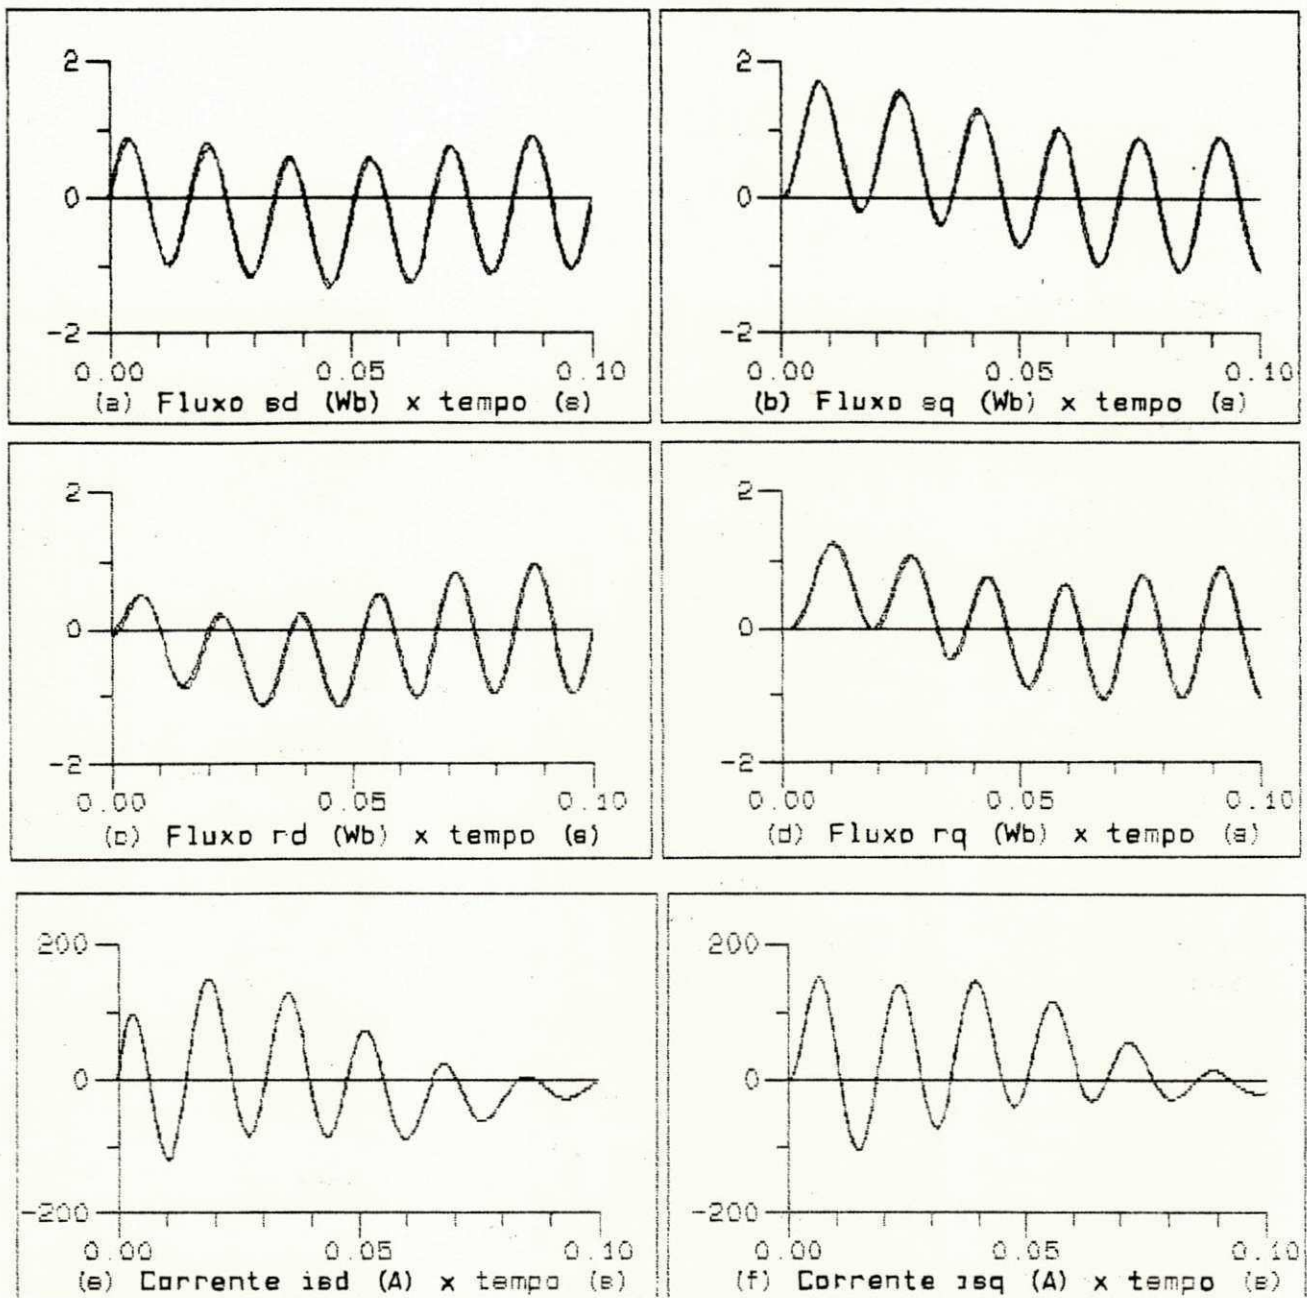 2
0
-2
0.00 0.05 0.10
(a) Fluxo sd (Wb) x tempo (s)
2
0
-2
0.00 0.05 0.10
(b) Fluxo sq (Wb) x tempo (s)
2
0
-2
0.00 0.05 0.10
(c) Fluxo rd (Wb) x tempo (s)
2
0
-2
0.00 0.05 0.10
(d) Fluxo rq (Wb) x tempo (s)
200
0
-200
0.00 0.05 0.10
(e) Corrente isd (A) x tempo (s)
200
0
-200
0.00 0.05 0.10
(f) Corrente isq (A) x tempo (s)